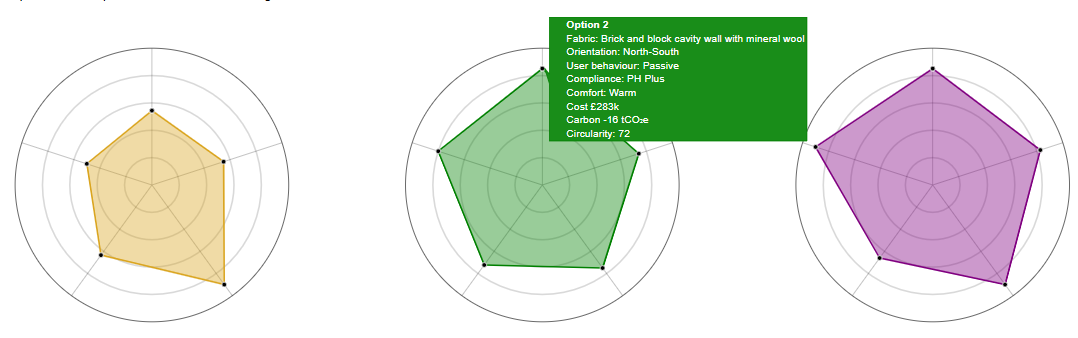 Option 2
Fabric: Brick and block cavity wall with mineral wool
Orientation: North-South
User behaviour: Passive
Compliance: PH Plus
Comfort: Warm
Cost £283k
Carbon -16 tCO₂e
Circularity: 72